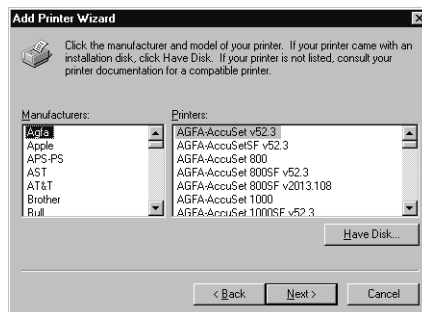 Add Printer Wizard
Click the manufacturer and model of your printer. If your printer came with an
installation disk, click Have Disk. If your printer is not listed, consult your
printer documentation for a compatible printer.
Manufacturers:
Agfa
Apple
APS-PS
AST
AT&T
Brother
Bull
Printers:
AGFA-AccuSet v52.3
AGFA-AccuSetSF v52.3
AGFA-AccuSet 800
AGFA-AccuSet 800SF v52.3
AGFA-AccuSet 800SF v2013.108
AGFA-AccuSet 1000
AGFA-AccuSet 1000SF v52.3
Have Disk...
< Back
Next >
Cancel